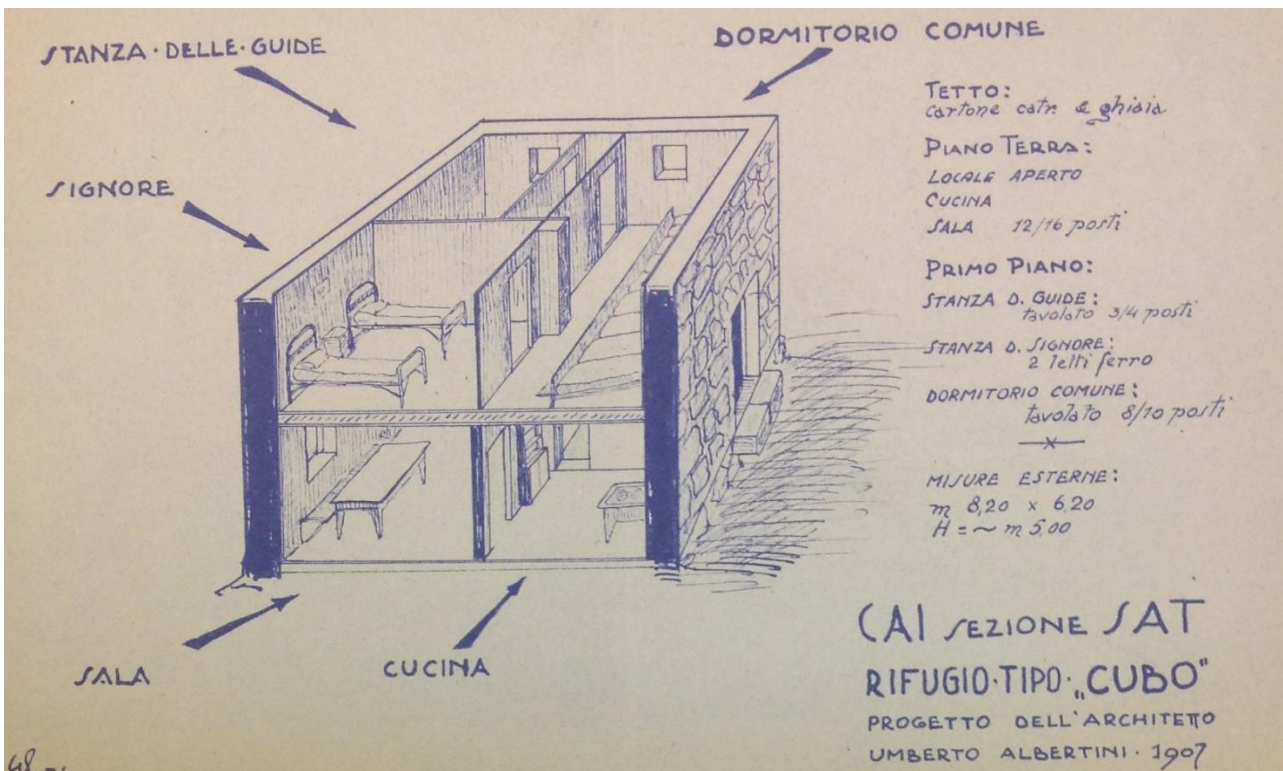 STANZA·DELLE·GUIDE
DORMITORIO COMUNE
SIGNORE
SALA
CUCINA
TETTO:
cartone catr. e ghiaia
PIANO TERRA:
LOCALE APERTO
CUCINA
SALA 12/16 posti
PRIMO PIANO:
STANZA D. GUIDE:
tavolato 3/4 posti
STANZA D. SIGNORE:
2 letti ferro
DORMITORIO COMUNE:
tavolato 8/10 posti
MISURE ESTERNE:
m 8,20 x 6,20
H = ~ m 5,00
CAI SEZIONE SAT
RIFUGIO·TIPO·„CUBO"
PROGETTO DELL'ARCHITETTO
UMBERTO ALBERTINI·1907
48